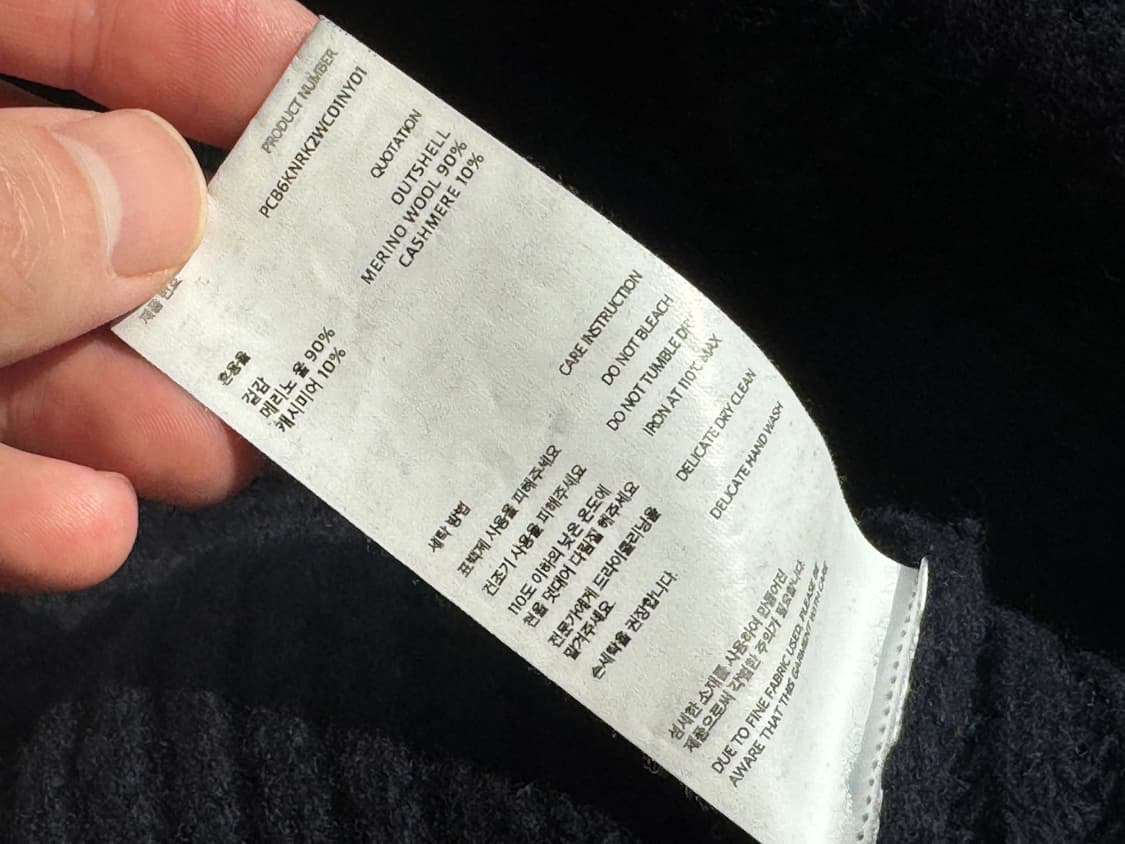 PRODUCT NUMBER
PCB6KNRK2WC01NY01
제품 번호
QUOTATION
OUTSHELL
MERINO WOOL 90%
CASHMERE 10%
혼용율
겉감
메리노 울 90%
캐시미어 10%
CARE INSTRUCTION
DO NOT BLEACH
DO NOT TUMBLE DRY
IRON AT 110℃ MAX
DELICATE DRY CLEAN
DELICATE HAND WASH
세탁 방법
표백제 사용을 피해주세요
건조기 사용을 피해주세요
110도 이하의 낮은 온도에
천을 덧대어 다림질 해주세요
전문가에게 드라이클리닝을
맡겨주세요.
손세탁을 권장합니다.
섬세한 소재를 사용하여 만들어진
제품으로써 각별한 주의가 필요합니다
DUE TO FINE FABRIC USED, PLEASE BE
AWARE THAT THIS GARMENT WITH CARE